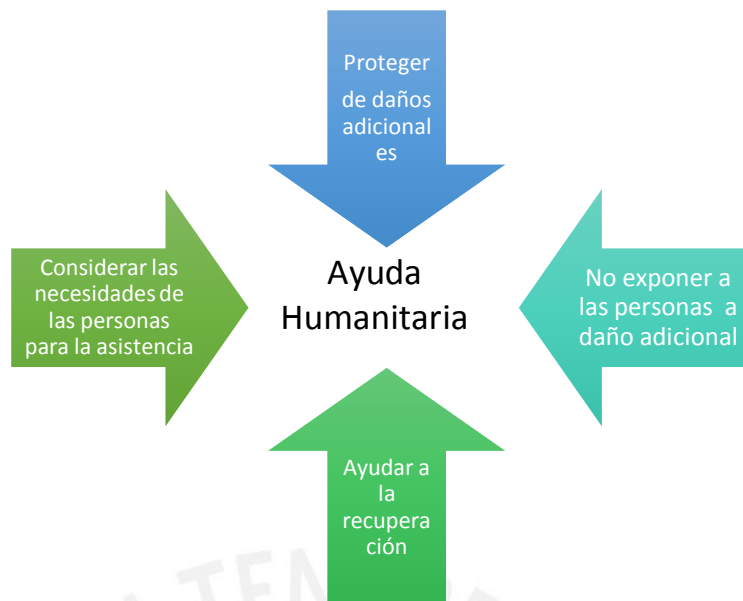 Proteger
de daños
adicional
es
Considerar las
necesidades de
las personas
para la asistencia
Ayuda
Humanitaria
No exponer a
las personas a
daño adicional
Ayudar a
la
recupera
ción